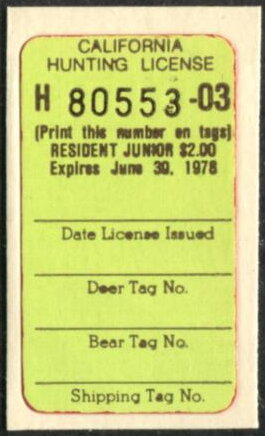 CALIFORNIA
HUNTING LICENSE
H 80553-03
(Print this number on tags)
RESIDENT JUNIOR $2.00
Expires June 30, 1978
Date License Issued
Deer Tag No.
Bear Tag No.
Shipping Tag No.